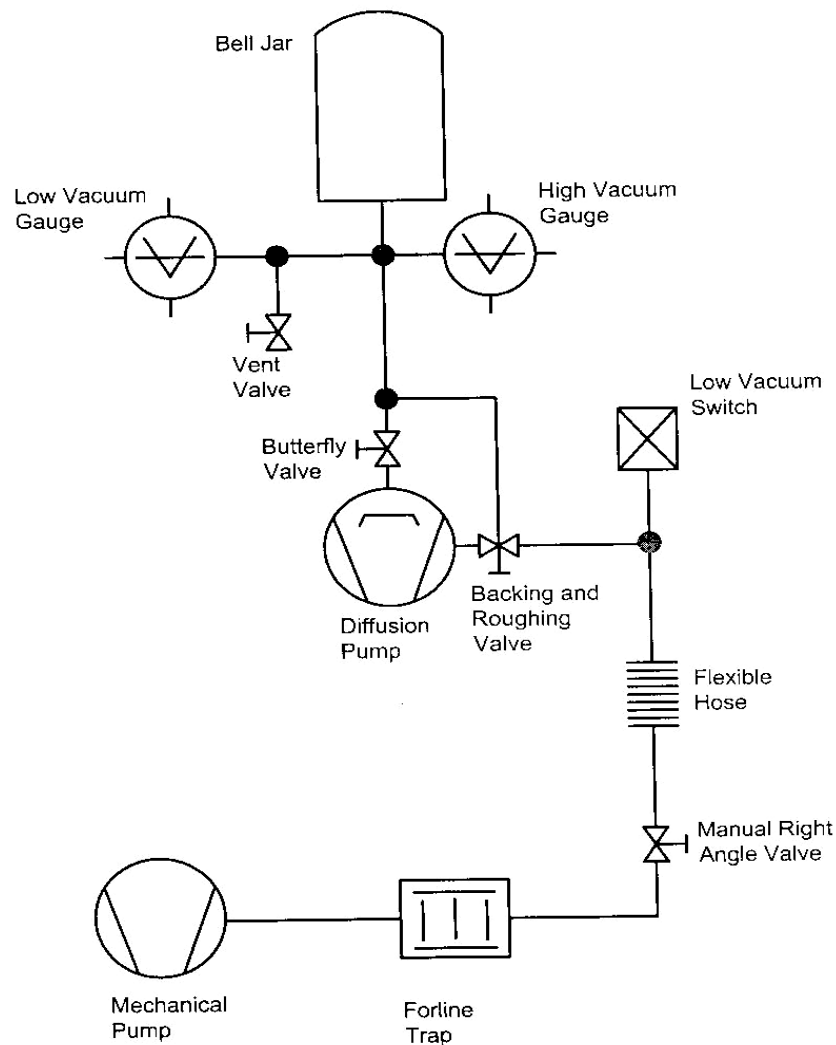 Bell Jar
Low Vacuum
Gauge
High Vacuum
Gauge
Vent
Valve
Low Vacuum
Switch
Butterfly
Valve
Backing and
Roughing
Valve
Diffusion
Pump
Flexible
Hose
Manual Right
Angle Valve
Mechanical
Pump
Forline
Trap